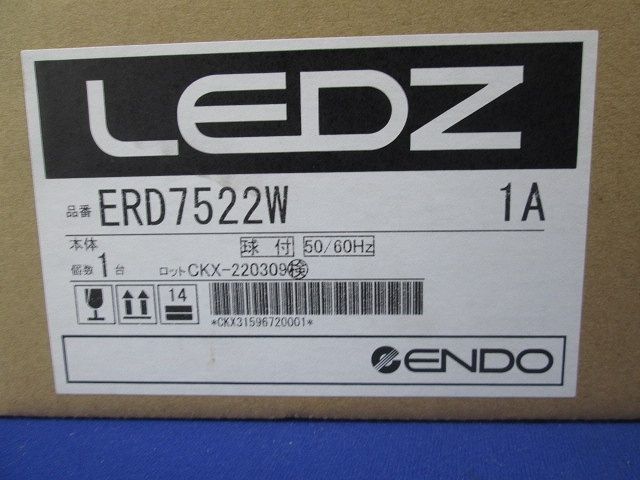 LEDZ
品番 ERD7522W 1A
本体 球付 50/60Hz
個数 1台 ロット CKX-220309 検
14
*CKX31596720001*
ENDO